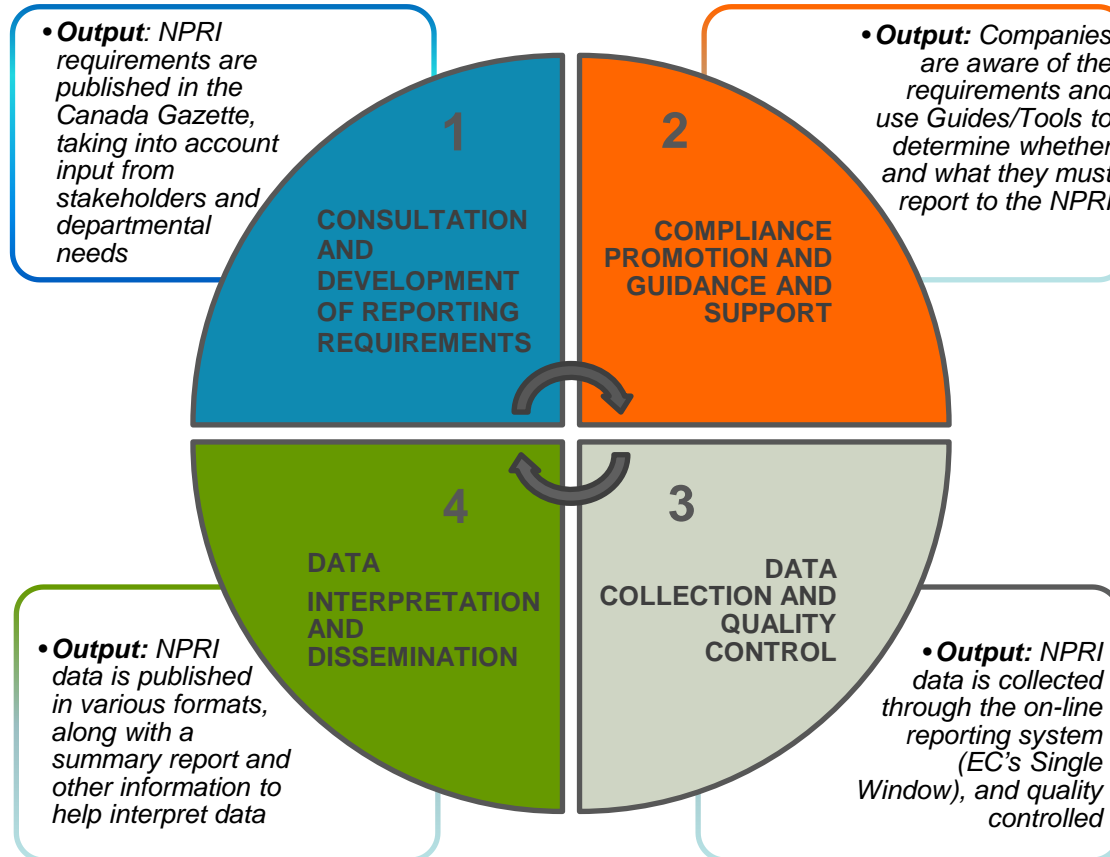 • Output: NPRI
requirements are
published in the
Canada Gazette,
taking into account
input from
stakeholders and
departmental
needs
1
CONSULTATION
AND
DEVELOPMENT
OF REPORTING
REQUIREMENTS
2
COMPLIANCE
PROMOTION AND
GUIDANCE AND
SUPPORT
• Output: Companies
are aware of the
requirements and
use Guides/Tools to
determine whether
and what they must
report to the NPRI
4
DATA
INTERPRETATION
AND
DISSEMINATION
3
DATA
COLLECTION AND
QUALITY
CONTROL
• Output: NPRI
data is published
in various formats,
along with a
summary report and
other information to
help interpret data
• Output: NPRI
data is collected
through the on-line
reporting system
(EC's Single
Window), and quality
controlled